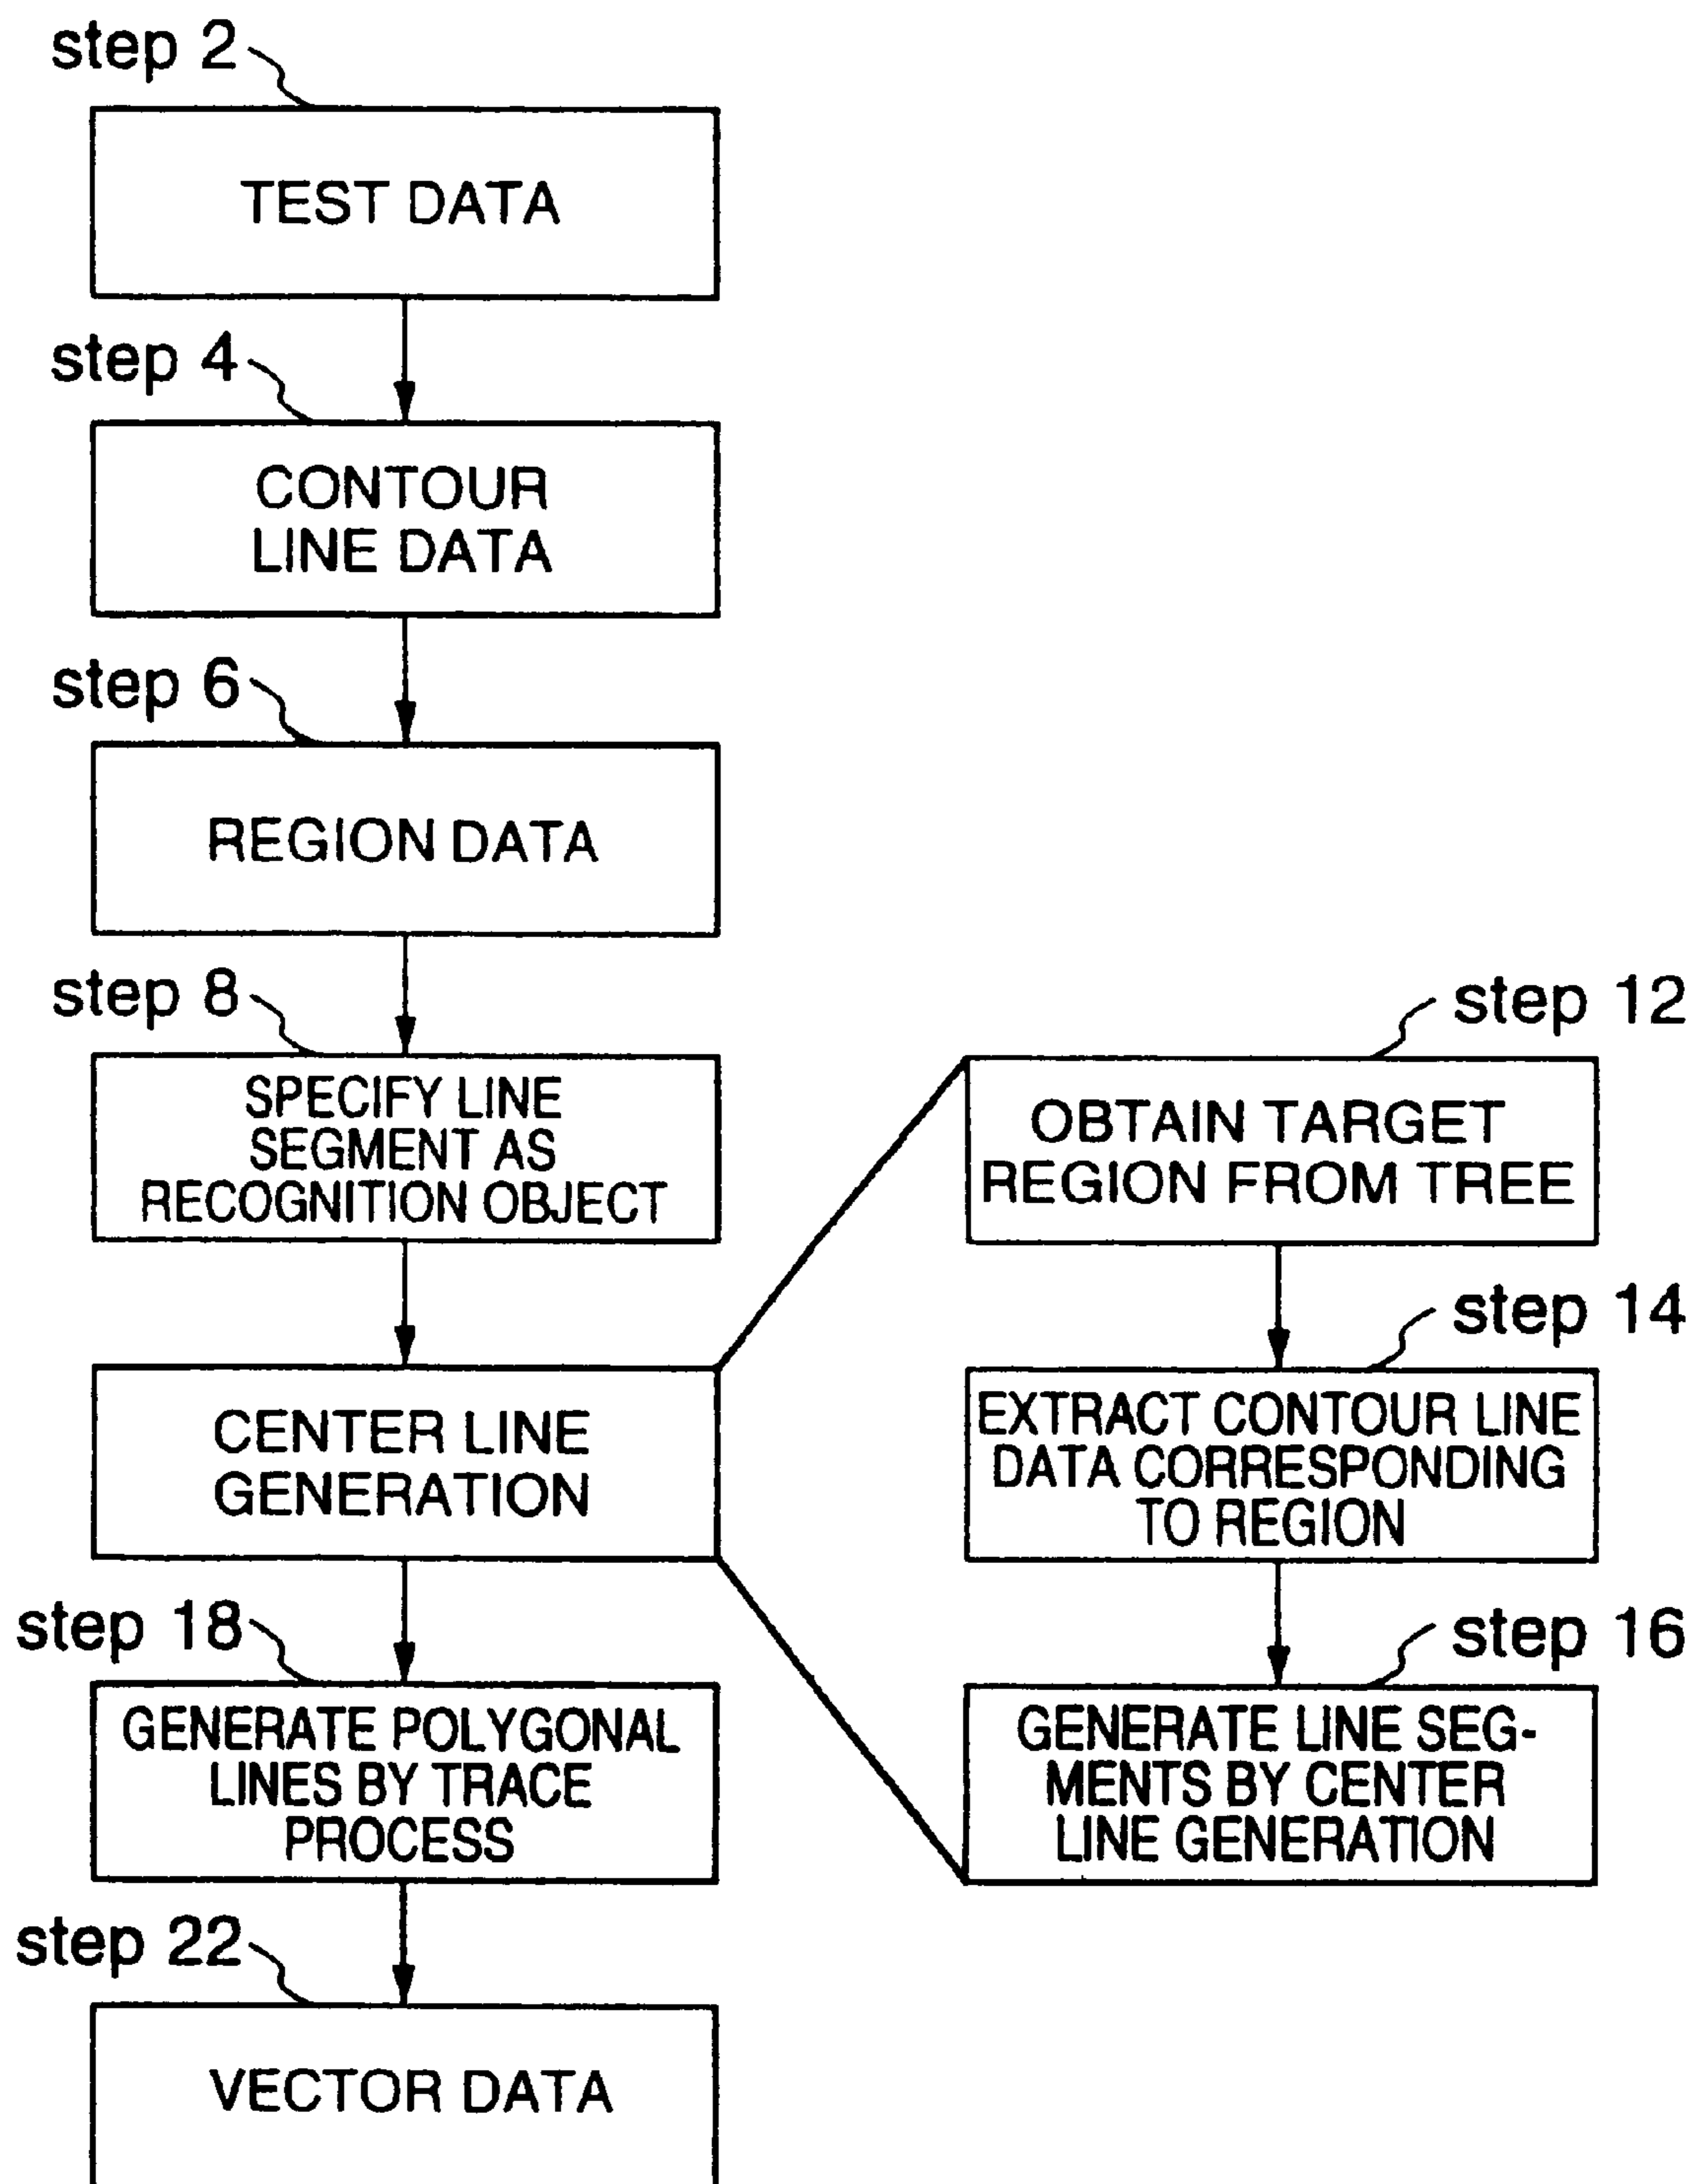 step 2
TEST DATA
step 4
CONTOUR
LINE DATA
step 6
REGION DATA
step 8
SPECIFY LINE
SEGMENT AS
RECOGNITION OBJECT
CENTER LINE
GENERATION
step 12
OBTAIN TARGET
REGION FROM TREE
step 14
EXTRACT CONTOUR LINE
DATA CORRESPONDING
TO REGION
step 16
GENERATE LINE SEG-
MENTS BY CENTER
LINE GENERATION
step 18
GENERATE POLYGONAL
LINES BY TRACE
PROCESS
step 22
VECTOR DATA